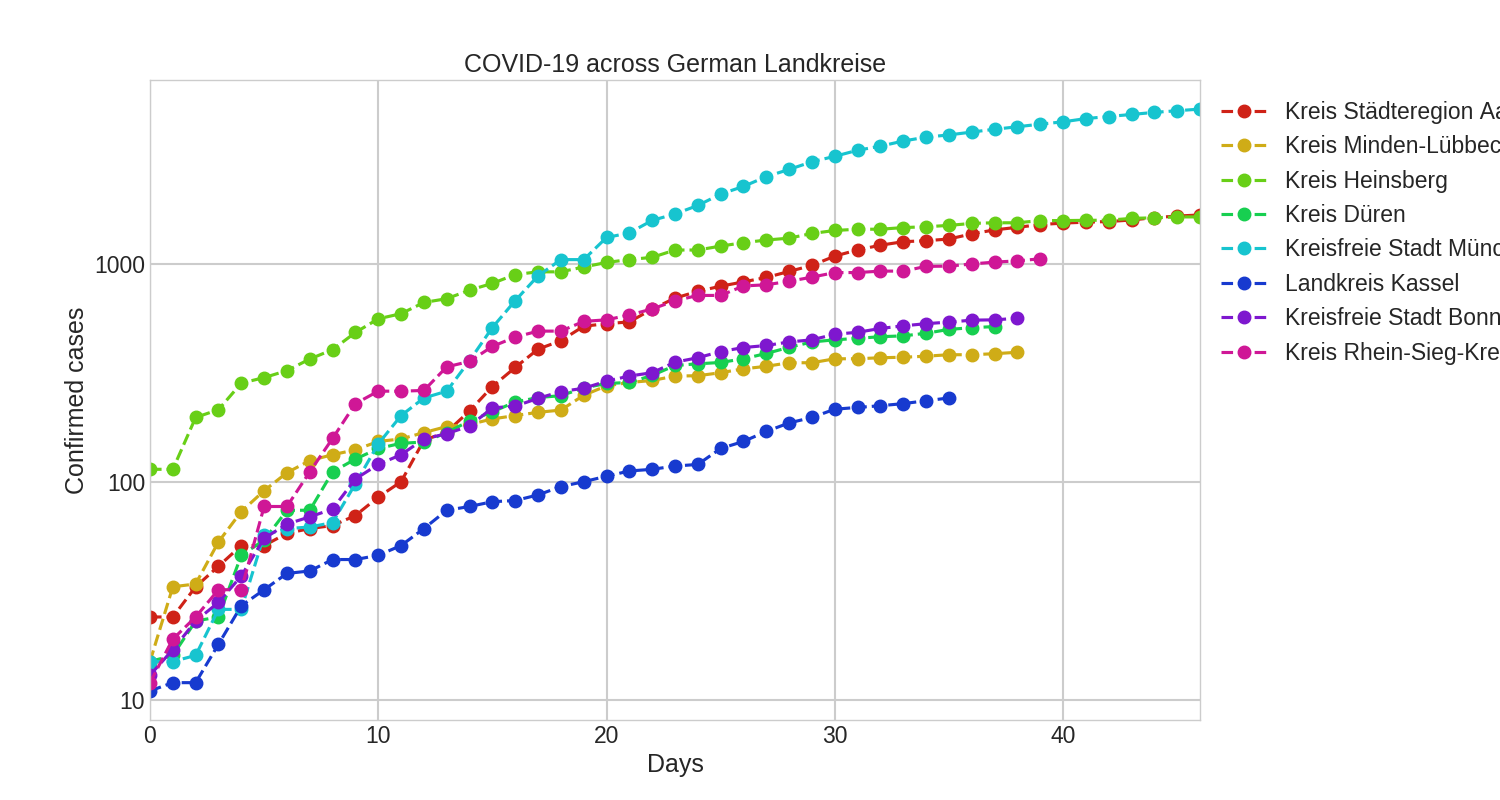 COVID-19 across German Landkreise
Confirmed cases
1000
100
10
0 10 20 30 40
Days
Kreis Städteregion Aa
Kreis Minden-Lübbec
Kreis Heinsberg
Kreis Düren
Kreisfreie Stadt Münc
Landkreis Kassel
Kreisfreie Stadt Bonn
Kreis Rhein-Sieg-Kre